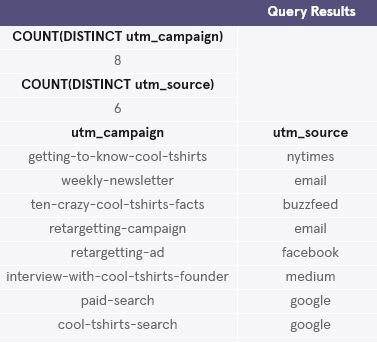 Query Results
COUNT(DISTINCT utm_campaign)
8
COUNT(DISTINCT utm_source)
6
utm_campaign utm_source
getting-to-know-cool-tshirts nytimes
weekly-newsletter email
ten-crazy-cool-tshirts-facts buzzfeed
retargetting-campaign email
retargetting-ad facebook
interview-with-cool-tshirts-founder medium
paid-search google
cool-tshirts-search google